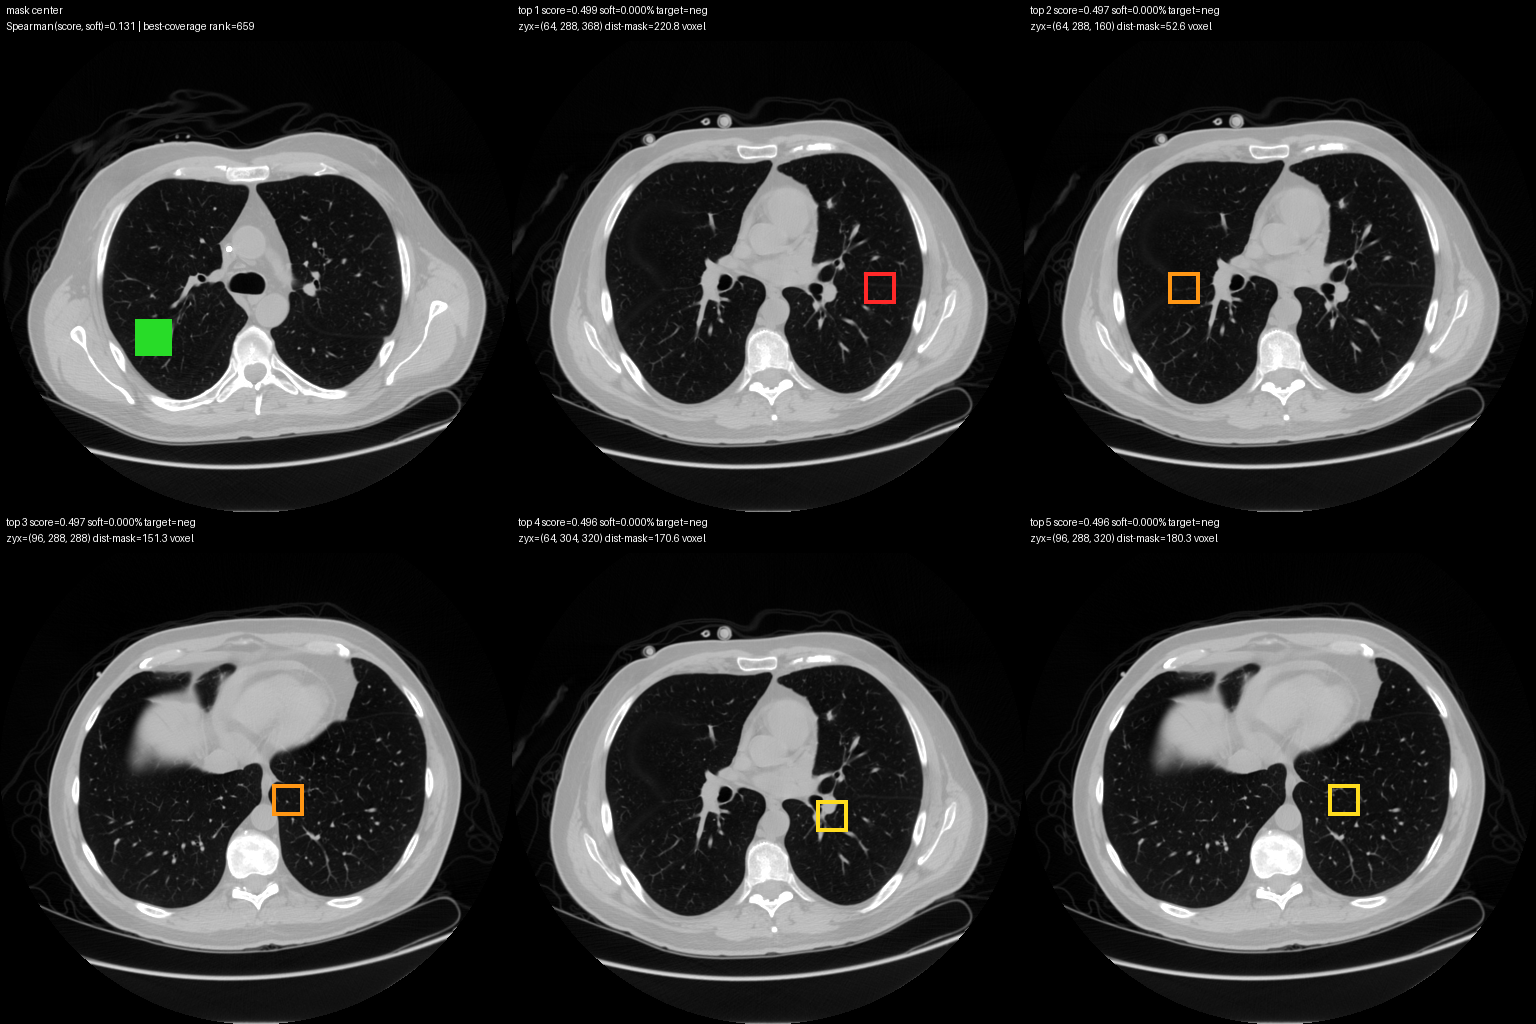 mask center
Spearman(score, soft)=0.131 | best-coverage rank=659
top 1 score=0.499 soft=0.000% target=neg
zyx=(64, 288, 368) dist-mask=220.8 voxel
top 2 score=0.497 soft=0.000% target=neg
zyx=(64, 288, 160) dist-mask=52.6 voxel
top 3 score=0.497 soft=0.000% target=neg
zyx=(96, 288, 288) dist-mask=151.3 voxel
top 4 score=0.496 soft=0.000% target=neg
zyx=(64, 304, 320) dist-mask=170.6 voxel
top 5 score=0.496 soft=0.000% target=neg
zyx=(96, 288, 320) dist-mask=180.3 voxel